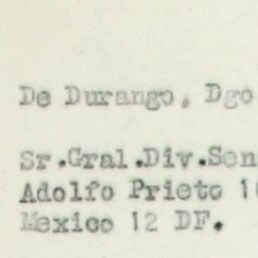 De Durango, Dgo
Sr.Gral.Div.Sen
Adolfo Prieto 1
Mexico 12 DF.